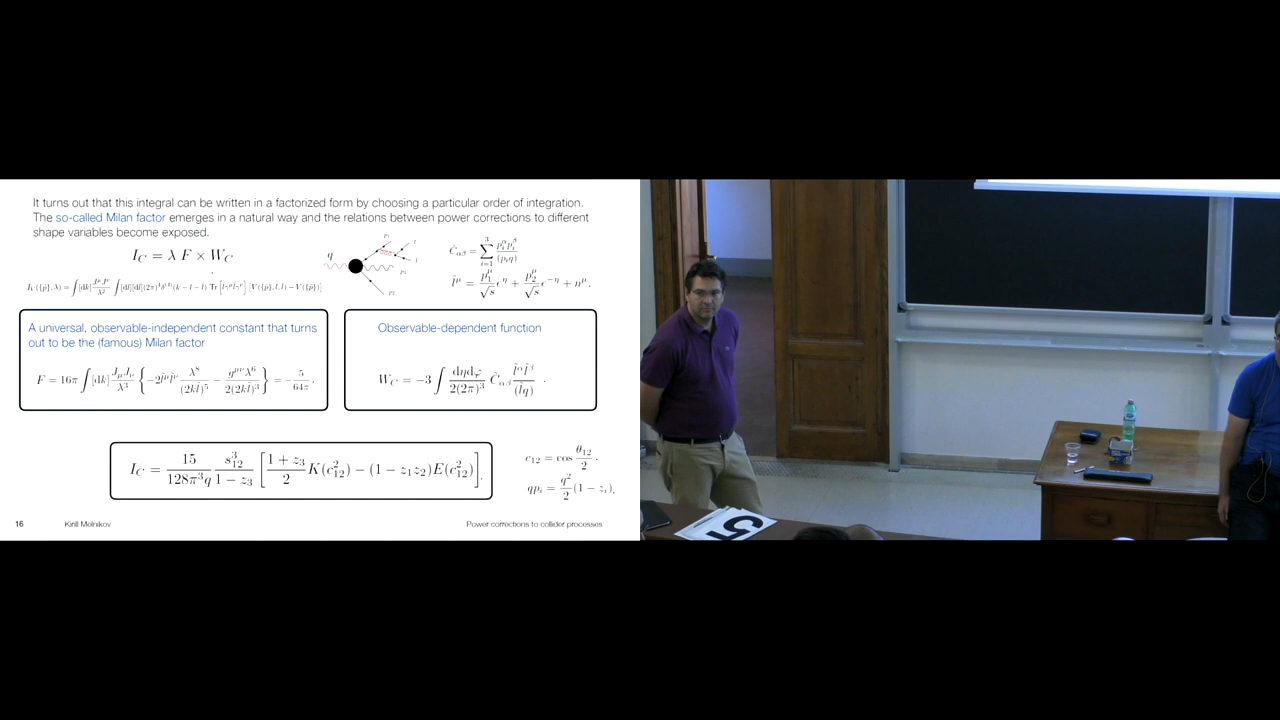 It turns out that this integral can be written in a factorized form by choosing a particular order of integration.
The so-called Milan factor emerges in a natural way and the relations between power corrections to different
shape variables become exposed.
I_C = λ F × W_C
q
p_1
p_3
p_2
C̃_{αβ} = ∑_{i=1}^{3} p_i^α p_i^β / (p_i q)
l̃^μ = p_1^μ/√s e^η + p_2^μ/√s e^{−η} + n^μ.
A universal, observable-independent constant that turns
out to be the (famous) Milan factor
F = 16π ∫ [dk] J_μ J_ν / λ^3 { −2 l̃^μ l̃^ν λ^8 / (2k l̃)^5 − g^{μν} λ^6 / 2(2k l̃)^3 } = − 5 / 64π .
Observable-dependent function
W_C = −3 ∫ dηdφ / 2(2π)^3 C̃_{αβ} l̃^α l̃^β / (l̃q) .
I_C = 15 / 128π^3 q s_{12}^3 / 1 − z_3 [ 1 + z_3 / 2 K(c_{12}^2) − (1 − z_1 z_2) E(c_{12}^2) ] .
c_{12} = cos θ_{12} / 2 .
qp_i = q^2 / 2 (1 − z_i),
16 Kirill Melnikov Power corrections to collider processes
5